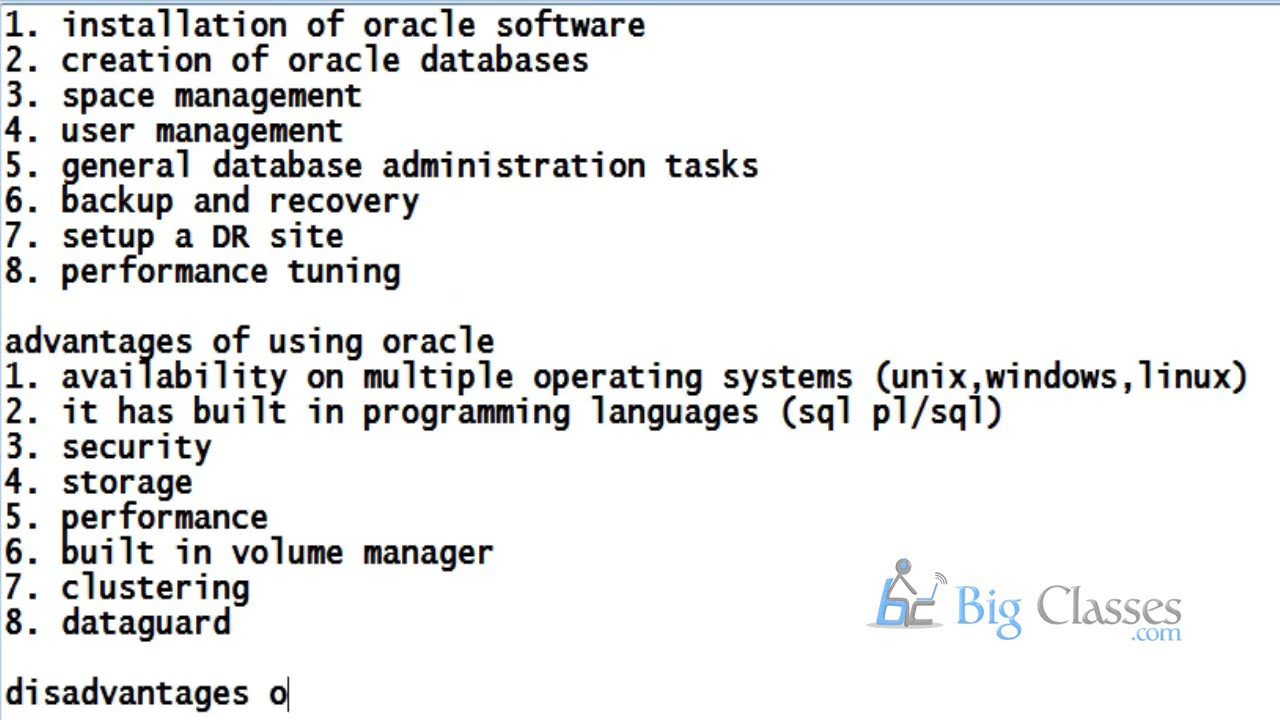 1. installation of oracle software
2. creation of oracle databases
3. space management
4. user management
5. general database administration tasks
6. backup and recovery
7. setup a DR site
8. performance tuning
advantages of using oracle
1. availability on multiple operating systems (unix,windows,linux)
2. it has built in programming languages (sql pl/sql)
3. security
4. storage
5. performance
6. built in volume manager
7. clustering
8. dataguard
bc Big Classes
.com
disadvantages o